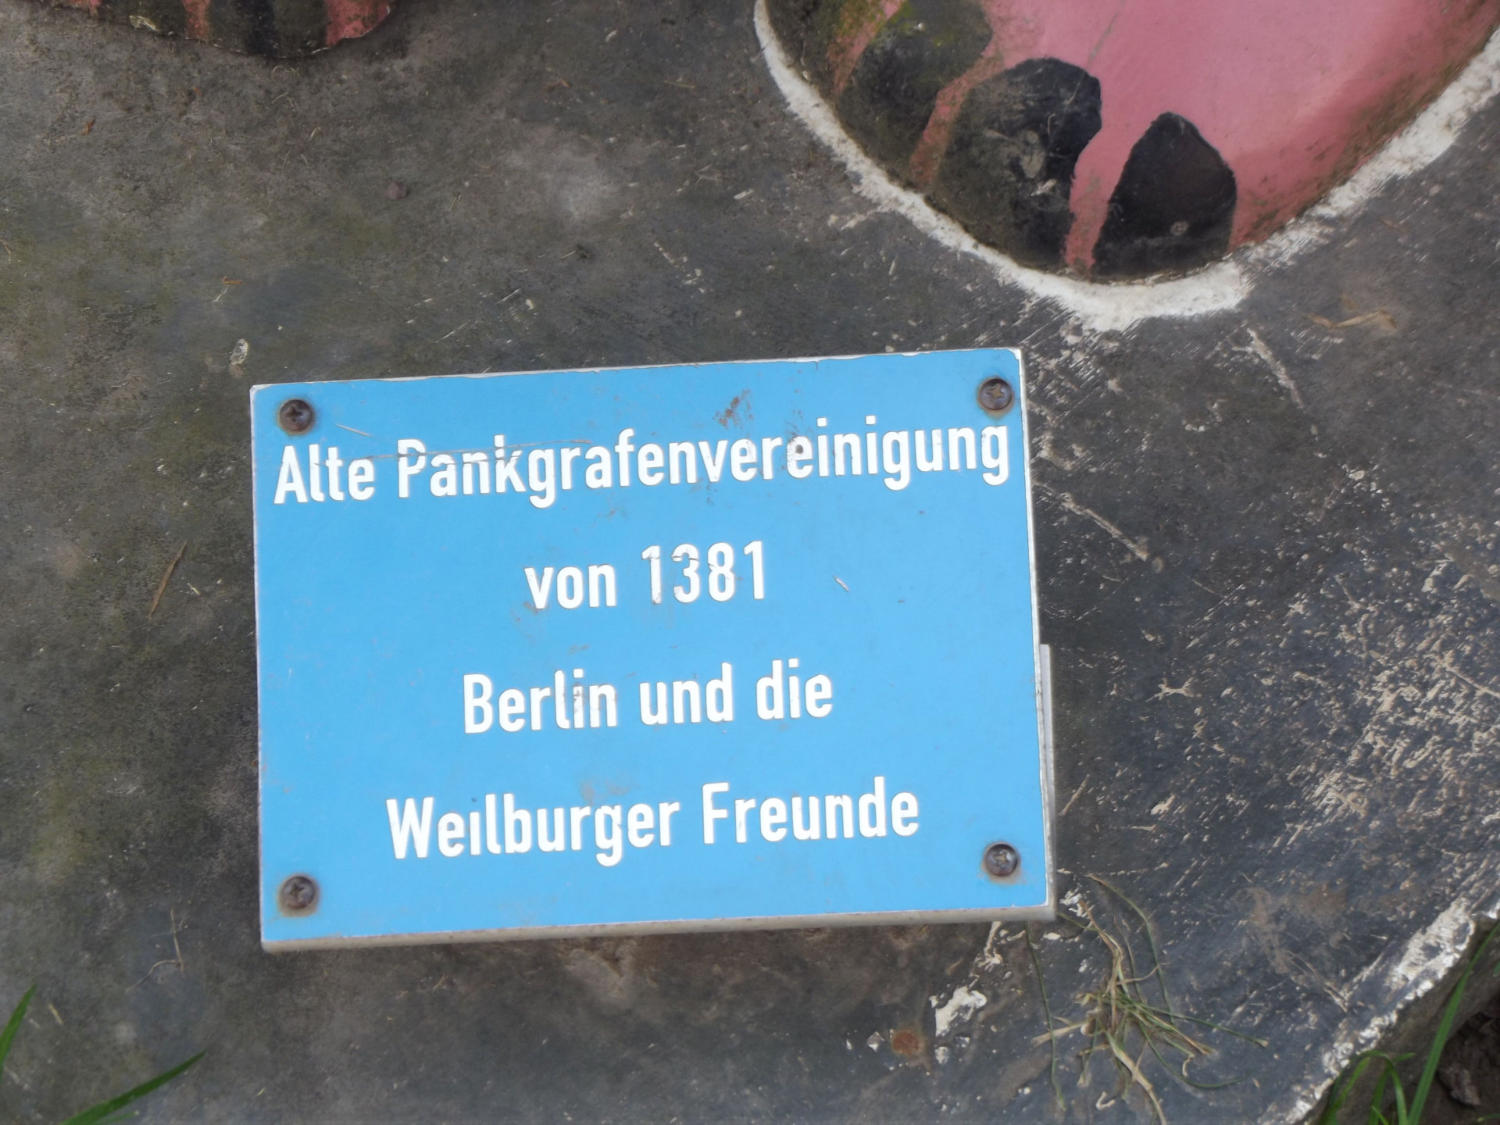 Alte Pankgrafenvereinigung
von 1381
Berlin und die
Weilburger Freunde